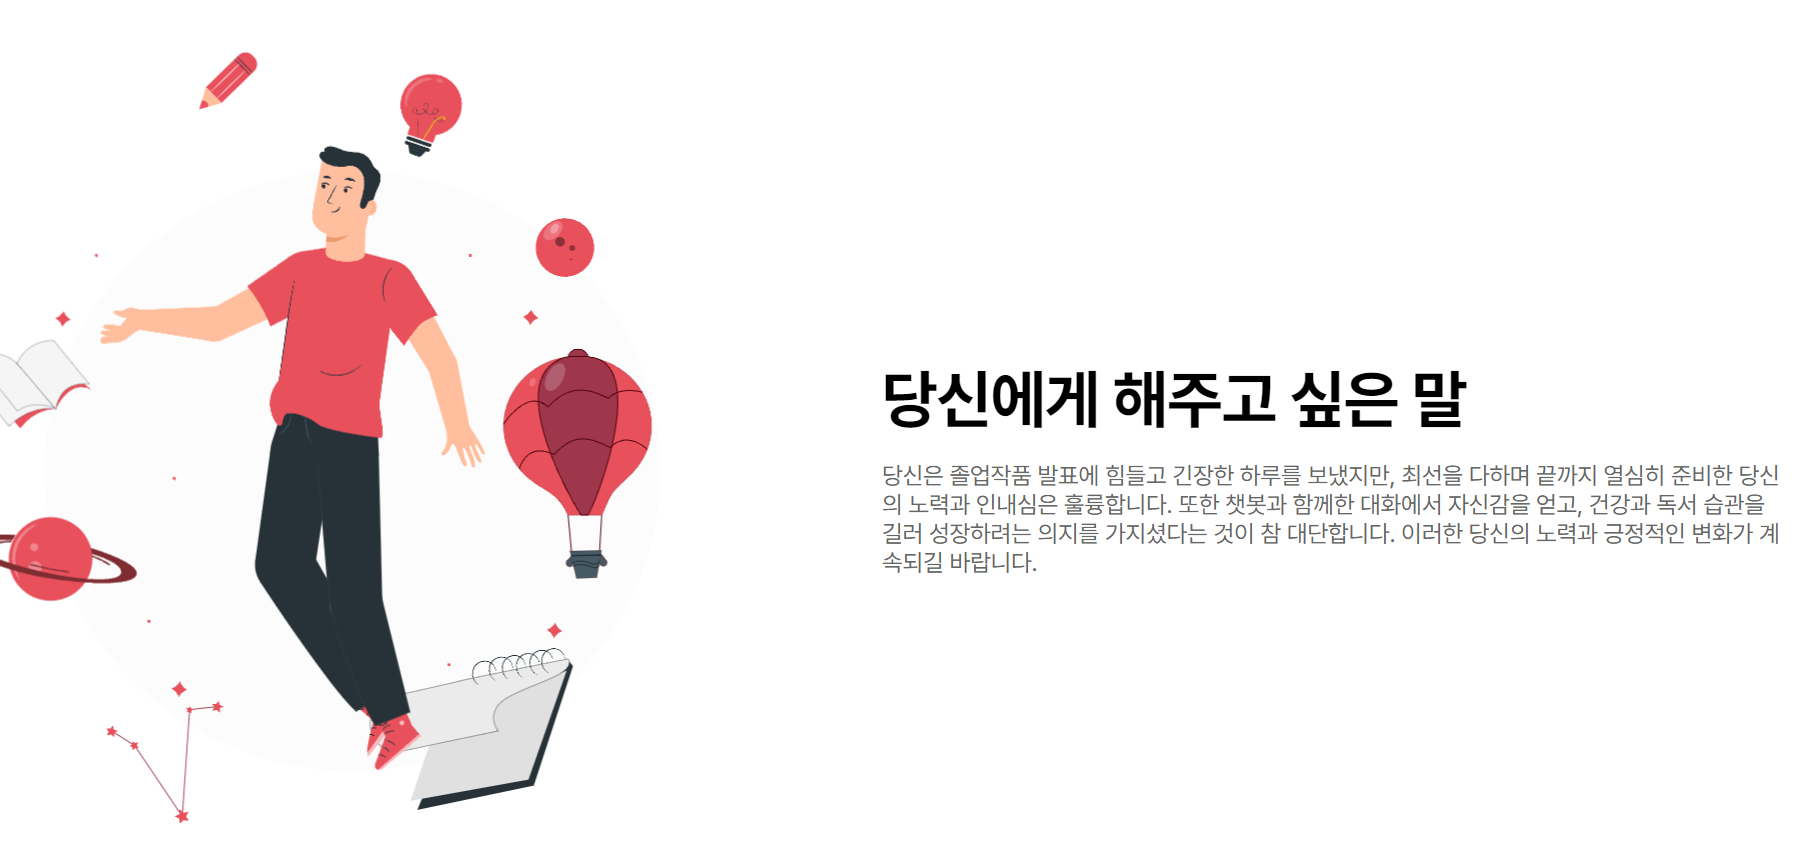 당신에게 해주고 싶은 말
당신은 졸업작품 발표에 힘들고 긴장한 하루를 보냈지만, 최선을 다하며 끝까지 열심히 준비한 당신
의 노력과 인내심은 훌륭합니다. 또한 챗봇과 함께한 대화에서 자신감을 얻고, 건강과 독서 습관을
길러 성장하려는 의지를 가지셨다는 것이 참 대단합니다. 이러한 당신의 노력과 긍정적인 변화가 계
속되길 바랍니다.